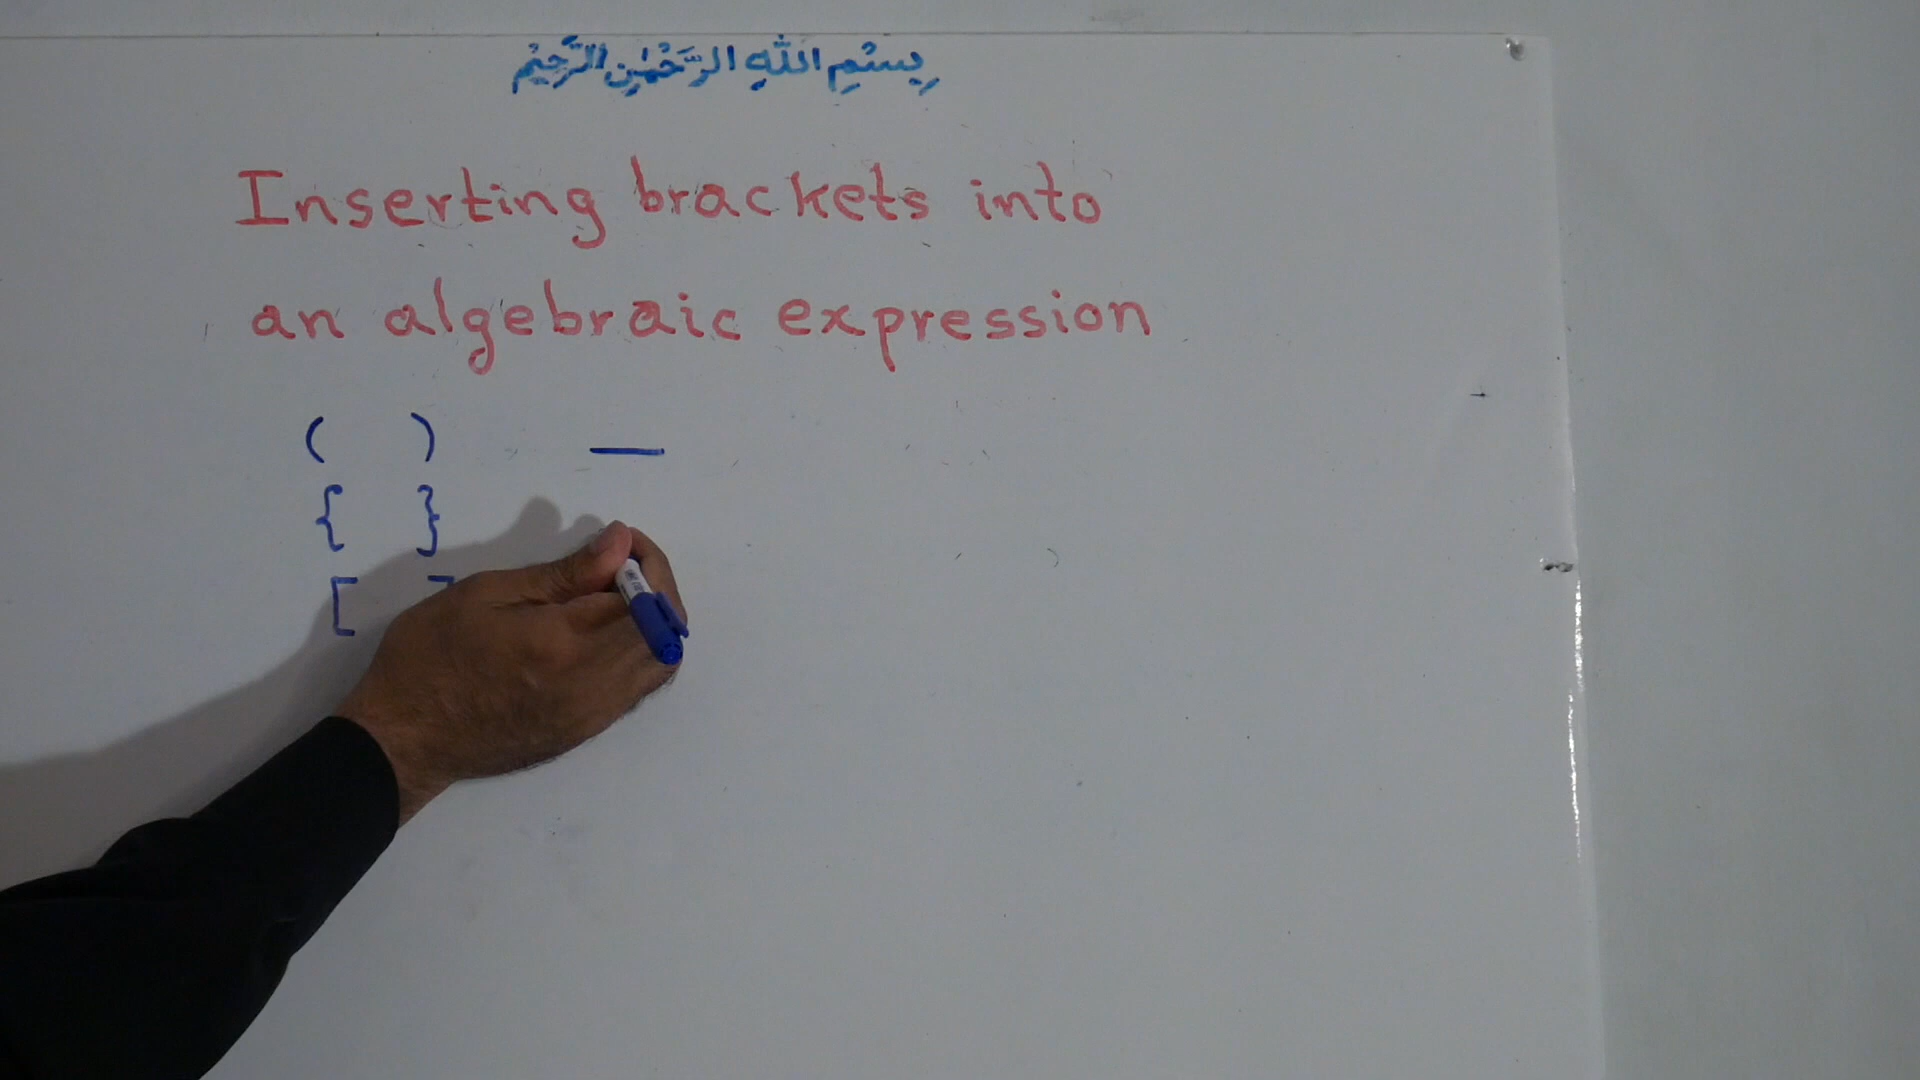 بِسْمِ اللّٰهِ الرَّحْمٰنِ الرَّحِيْمِ
Inserting brackets into
an algebraic expression
( ) —
{ }
[ ]